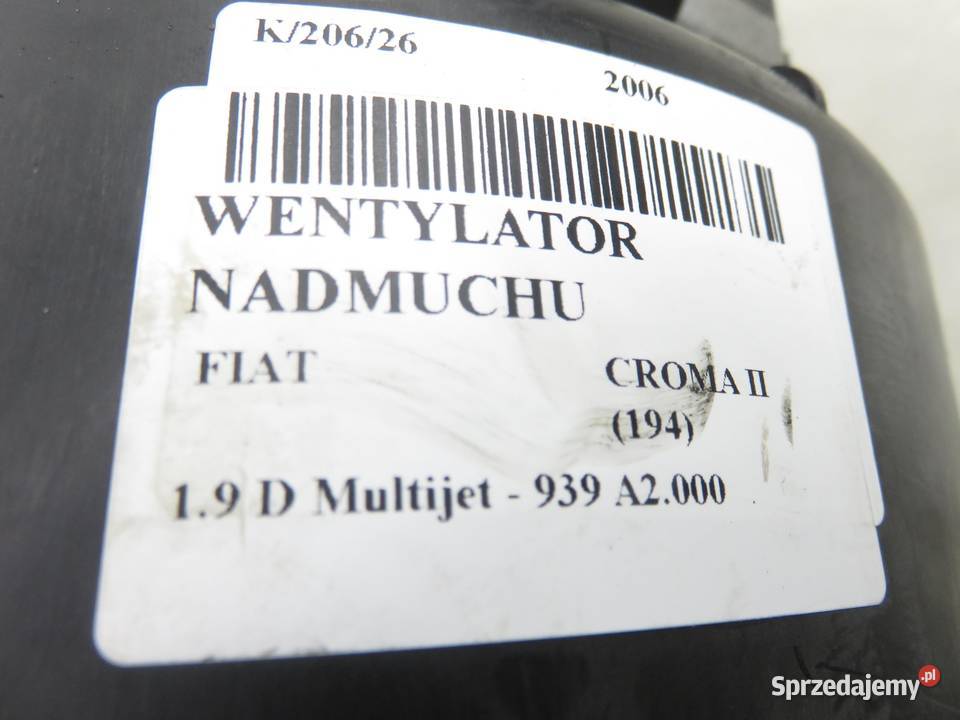 K/206/26
2006
WENTYLATOR
NADMUCHU
FIAT CROMA II
(194)
1.9 D Multijet - 939 A2.000
Sprzedajemy.pl